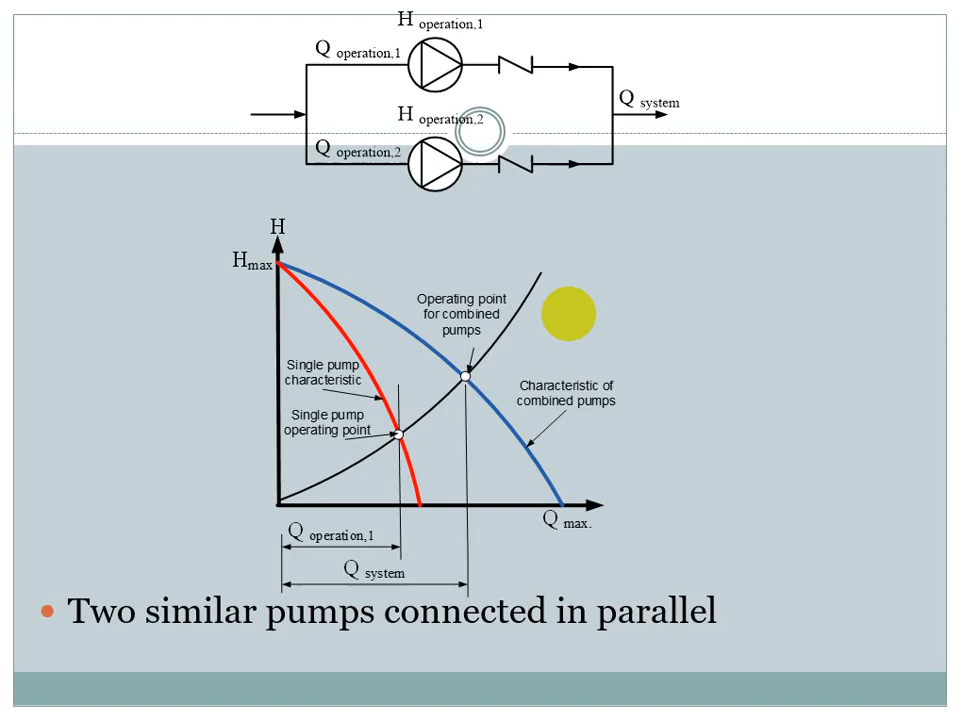 H operation,1
Q operation,1
Q system
H operation,2
Q operation,2
H
Hmax
Operating point
for combined
pumps
Single pump
characteristic
Characteristic of
combined pumps
Single pump
operating point
Q max.
Q operation,1
Q system
• Two similar pumps connected in parallel